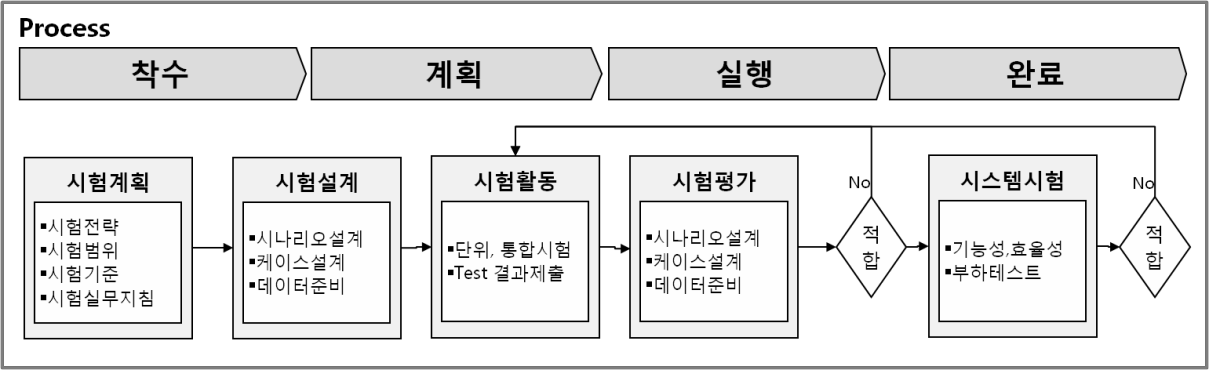 Process
착수
계획
실행
완료
시험계획
▪시험전략
▪시험범위
▪시험기준
▪시험실무지침
시험설계
▪시나리오설계
▪케이스설계
▪데이터준비
시험활동
▪단위, 통합시험
▪Test 결과제출
시험평가
▪시나리오설계
▪케이스설계
▪데이터준비
No
적
합
시스템시험
▪기능성,효율성
▪부하테스트
No
적
합